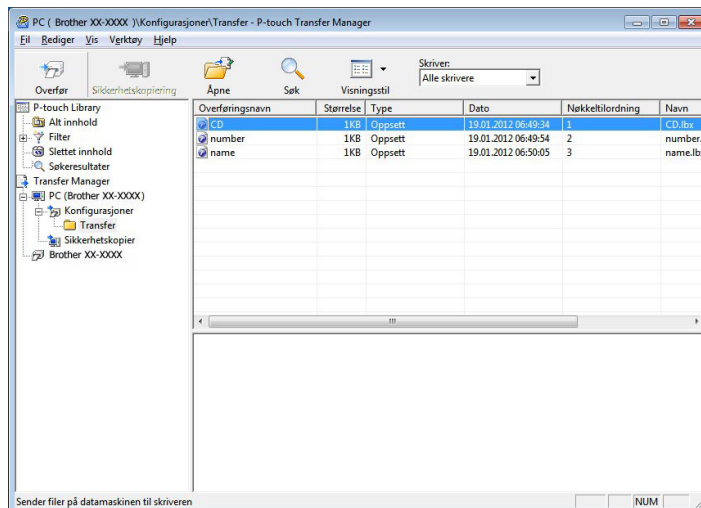 PC ( Brother XX-XXXX )\Konfigurasjoner\Transfer - P-touch Transfer Manager
Fil Rediger Vis Verktøy Hjelp
Overfør Sikkerhetskopiering Åpne Søk Visningsstil
Skriver:
Alle skrivere
P-touch Library
Alt innhold
Filter
Slettet innhold
Søkeresultater
Transfer Manager
PC (Brother XX-XXXX)
Konfigurasjoner
Transfer
Sikkerhetskopier
Brother XX-XXXX
Overføringsnavn Størrelse Type Dato Nøkkeltilordning Navn
CD 1KB Oppsett 19.01.2012 06:49:34 1 CD.lbx
number 1KB Oppsett 19.01.2012 06:49:54 2 number.
name 1KB Oppsett 19.01.2012 06:50:05 3 name.lb
Sender filer på datamaskinen til skriveren
NUM